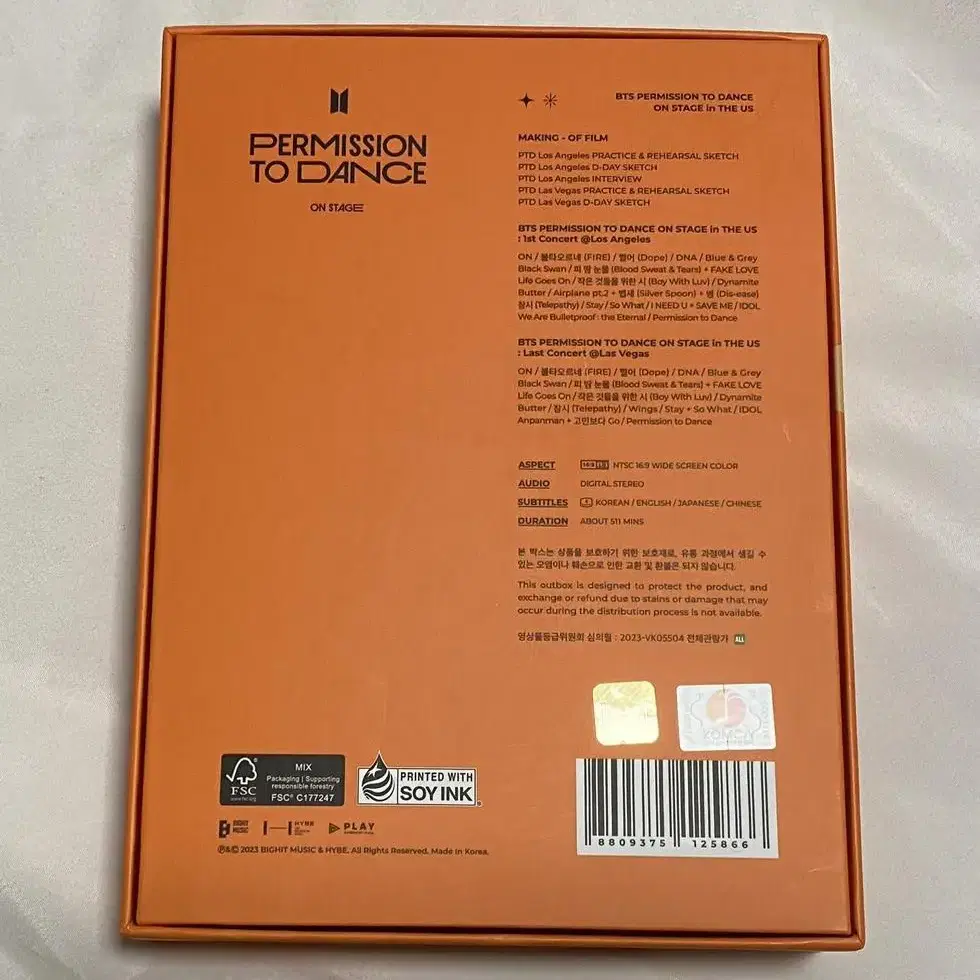 PERMISSION
TO DANCE
ON STAGE
BTS PERMISSION TO DANCE
ON STAGE in THE US
MAKING - OF FILM
PTD Los Angeles PRACTICE & REHEARSAL SKETCH
PTD Los Angeles D-DAY SKETCH
PTD Los Angeles INTERVIEW
PTD Las Vegas PRACTICE & REHEARSAL SKETCH
PTD Las Vegas D-DAY SKETCH
BTS PERMISSION TO DANCE ON STAGE in THE US
: 1st Concert @Los Angeles
ON / 불타오르네 (FIRE) / 쩔어 (Dope) / DNA / Blue & Grey
Black Swan / 피 땀 눈물 (Blood Sweat & Tears) + FAKE LOVE
Life Goes On / 작은 것들을 위한 시 (Boy With Luv) / Dynamite
Butter / Airplane pt.2 + 뱁새 (Silver Spoon) + 병 (Dis-ease)
잠시 (Telepathy) / Stay / So What / I NEED U + SAVE ME / IDOL
We Are Bulletproof : the Eternal / Permission to Dance
BTS PERMISSION TO DANCE ON STAGE in THE US
: Last Concert @Las Vegas
ON / 불타오르네 (FIRE) / 쩔어 (Dope) / DNA / Blue & Grey
Black Swan / 피 땀 눈물 (Blood Sweat & Tears) + FAKE LOVE
Life Goes On / 작은 것들을 위한 시 (Boy With Luv) / Dynamite
Butter / 잠시 (Telepathy) / Wings / Stay + So What / IDOL
Anpanman + 고민보다 Go / Permission to Dance
ASPECT 16:9 NTSC 16:9 WIDE SCREEN COLOR
AUDIO DIGITAL STEREO
SUBTITLES 4 KOREAN / ENGLISH / JAPANESE / CHINESE
DURATION ABOUT 511 MINS
본 박스는 상품을 보호하기 위한 보호재로, 유통 과정에서 생길 수
있는 오염이나 훼손으로 인한 교환 및 환불은 되지 않습니다.
This outbox is designed to protect the product, and
exchange or refund due to stains or damage that may
occur during the distribution process is not available.
영상물등급위원회 심의필 : 2023-VK05504 전체관람가 ALL
KOMCA
FSC
www.fsc.org
MIX
Packaging | Supporting
responsible forestry
FSC® C177247
PRINTED WITH
SOY INK
BIGHIT
MUSIC
HYBE
PLAY
℗&© 2023 BIGHIT MUSIC & HYBE. All Rights Reserved. Made in Korea.
8809375 125866